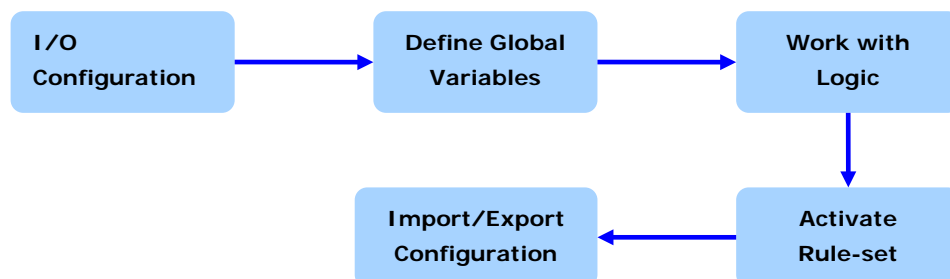 I/O
Configuration
Define Global
Variables
Work with
Logic
Activate
Rule-set
Import/Export
Configuration